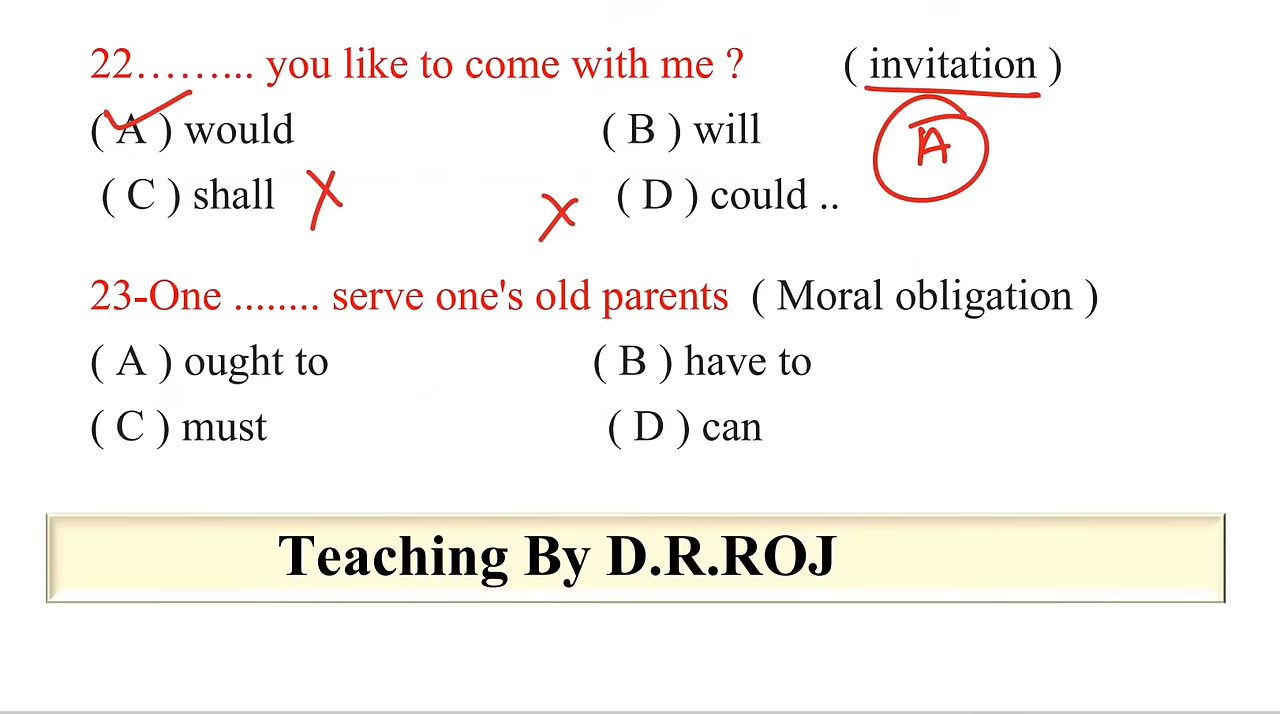 22……... you like to come with me ? ( invitation )
( A ) would ( B ) will
A
( C ) shall X X ( D ) could ..
23-One ........ serve one's old parents ( Moral obligation )
( A ) ought to ( B ) have to
( C ) must ( D ) can
Teaching By D.R.ROJ